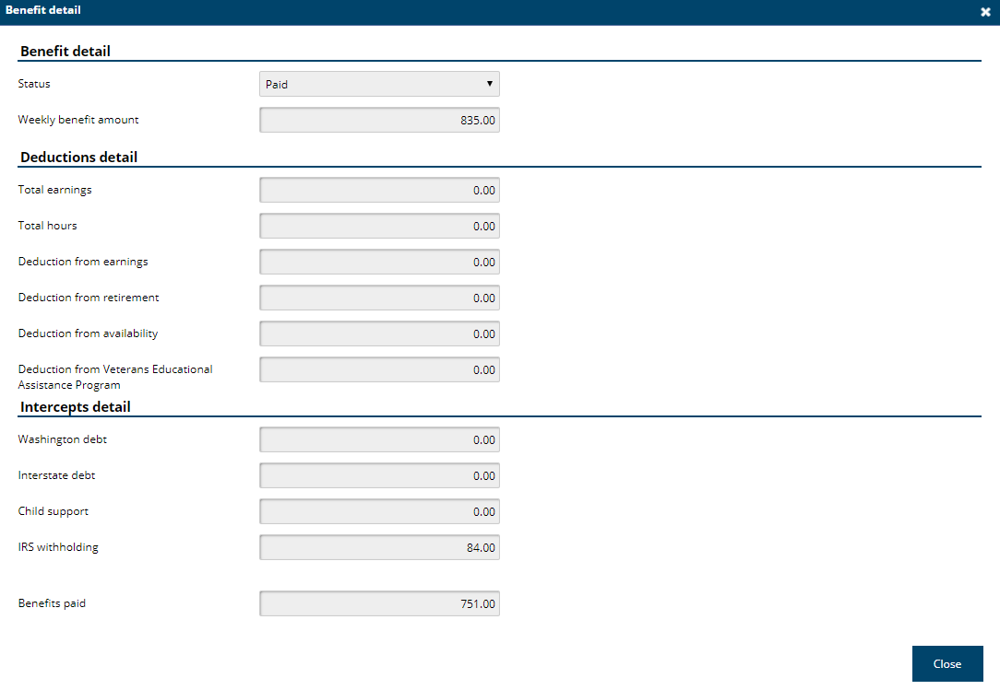 Benefit detail
Benefit detail
Status
Paid
Weekly benefit amount
835.00
Deductions detail
Total earnings
0.00
Total hours
0.00
Deduction from earnings
0.00
Deduction from retirement
0.00
Deduction from availability
0.00
Deduction from Veterans Educational
Assistance Program
0.00
Intercepts detail
Washington debt
0.00
Interstate debt
0.00
Child support
0.00
IRS withholding
84.00
Benefits paid
751.00
Close